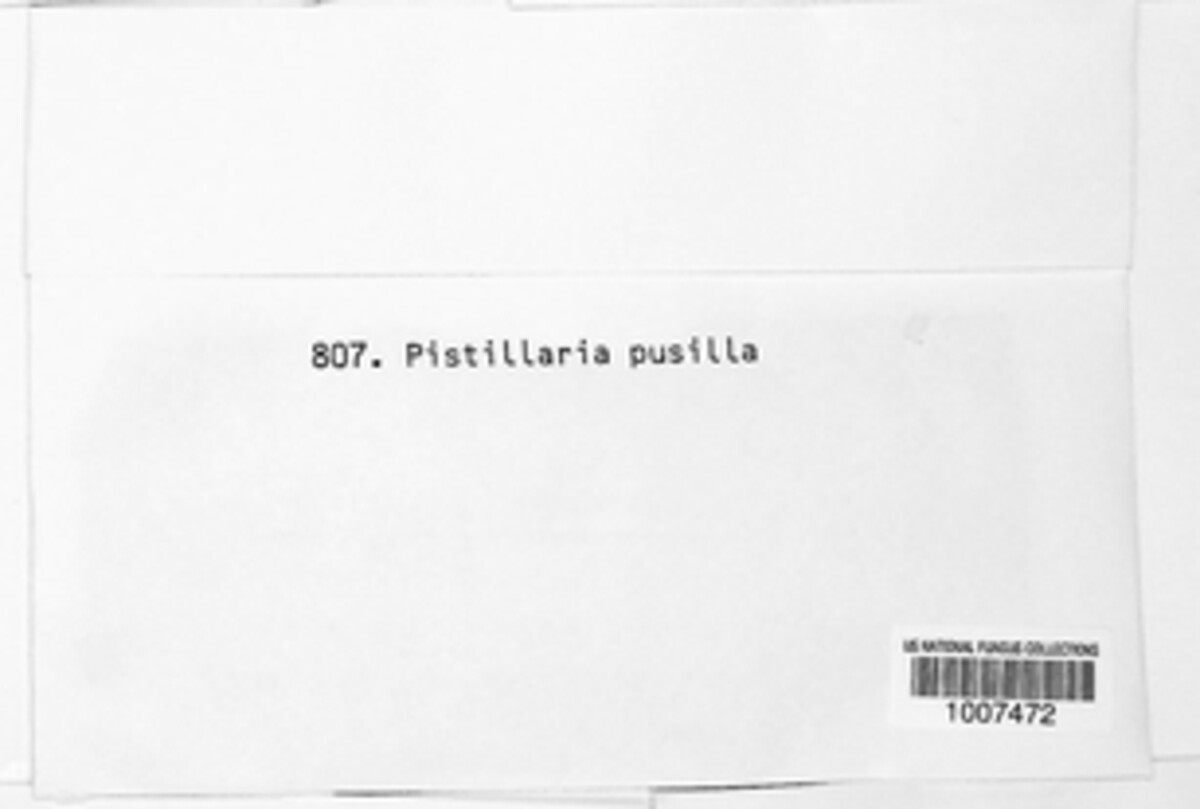 807. Pistillaria pusilla
US NATIONAL FUNGUS COLLECTIONS
1007472